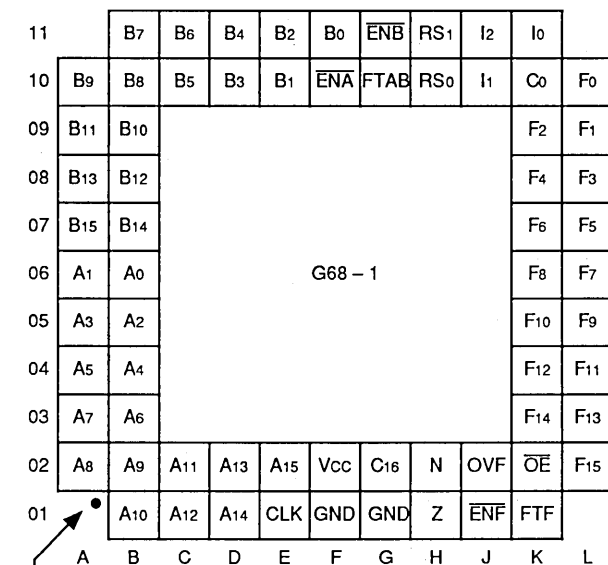 11 B7 B6 B4 B2 B0 ENB RS1 I2 I0
10 B9 B8 B5 B3 B1 ENA FTAB RS0 I1 C0 F0
09 B11 B10 F2 F1
08 B13 B12 F4 F3
07 B15 B14 F6 F5
06 A1 A0 G68 – 1 F8 F7
05 A3 A2 F10 F9
04 A5 A4 F12 F11
03 A7 A6 F14 F13
02 A8 A9 A11 A13 A15 VCC C16 N OVF OE F15
01 A10 A12 A14 CLK GND GND Z ENF FTF
A B C D E F G H J K L